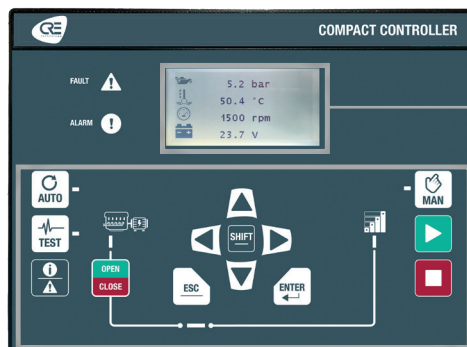 CRE
COMPACT CONTROLLER
FAULT
ALARM
5.2 bar
50.4 °C
1500 rpm
23.7 V
AUTO
MAN
TEST
SHIFT
OPEN
CLOSE
ESC
ENTER